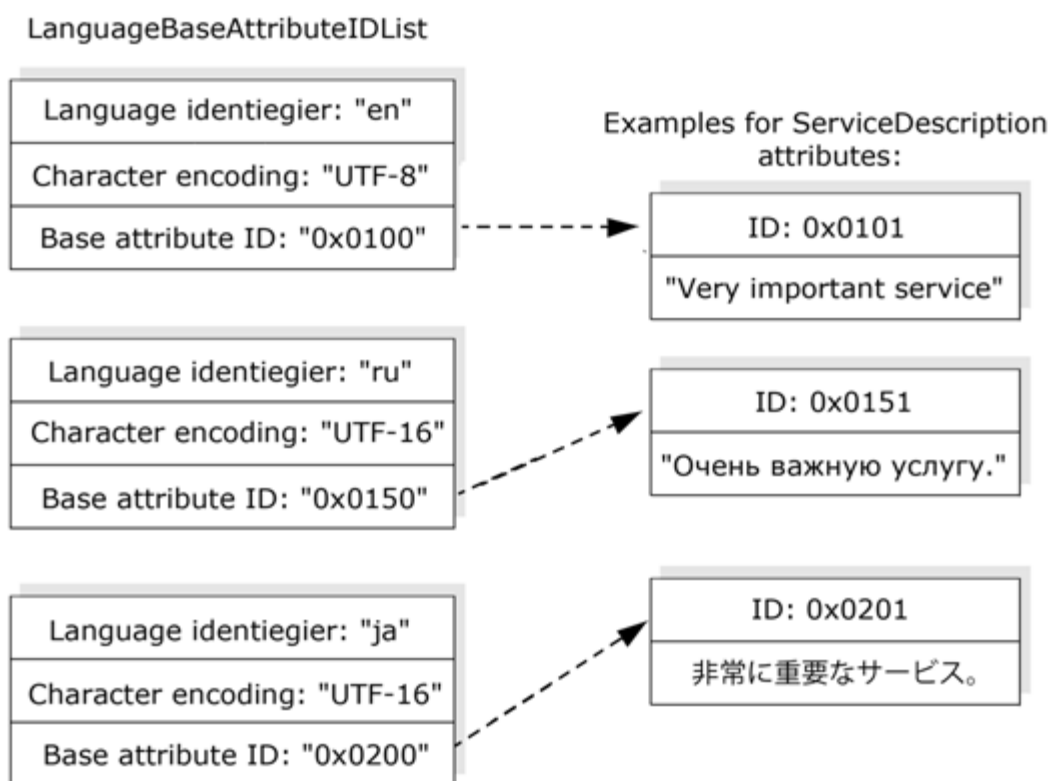 LanguageBaseAttributeIDList
Language identiegier: "en"
Character encoding: "UTF-8"
Base attribute ID: "0x0100"
Examples for ServiceDescription
attributes:
ID: 0x0101
"Very important service"
Language identiegier: "ru"
Character encoding: "UTF-16"
Base attribute ID: "0x0150"
ID: 0x0151
"Очень важную услугу."
Language identiegier: "ja"
Character encoding: "UTF-16"
Base attribute ID: "0x0200"
ID: 0x0201
非常に重要なサービス。